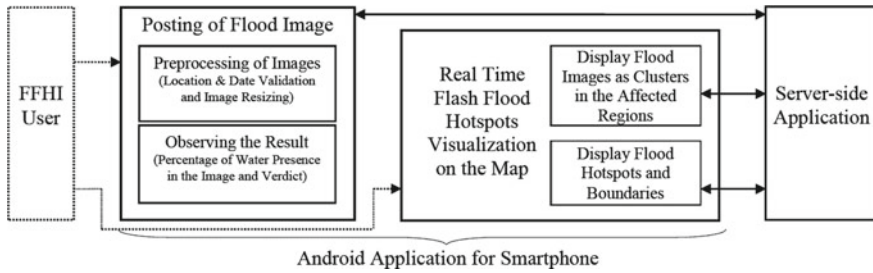 FFHI
User
Posting of Flood Image
Preprocessing of Images
(Location & Date Validation
and Image Resizing)
Observing the Result
(Percentage of Water Presence
in the Image and Verdict)
Real Time
Flash Flood
Hotspots
Visualization
on the Map
Display Flood
Images as Clusters
in the Affected
Regions
Display Flood
Hotspots and
Boundaries
Server-side
Application
Android Application for Smartphone